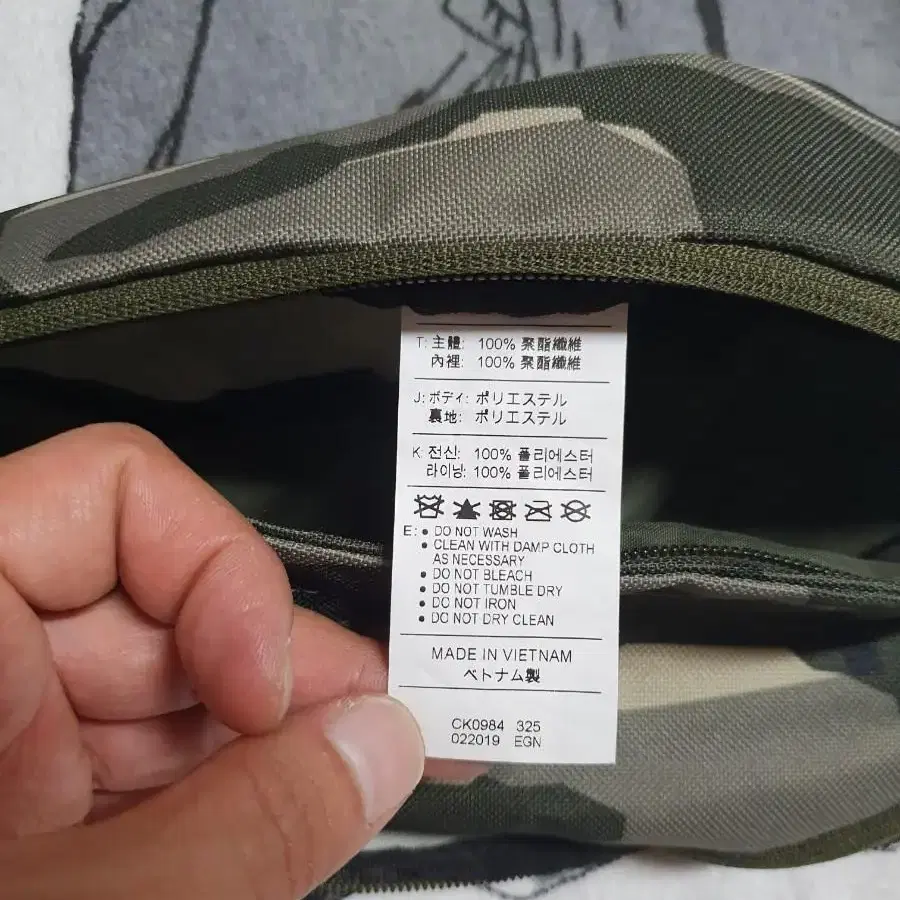 T: 主體: 100% 聚酯纖維
內裡: 100% 聚酯纖維
J: ボディ: ポリエステル
裏地: ポリエステル
K: 전신: 100% 폴리에스터
라이닝: 100% 폴리에스터
E: • DO NOT WASH
• CLEAN WITH DAMP CLOTH
AS NECESSARY
• DO NOT BLEACH
• DO NOT TUMBLE DRY
• DO NOT IRON
• DO NOT DRY CLEAN
MADE IN VIETNAM
ベトナム製
CK0984 325
022019 EGN